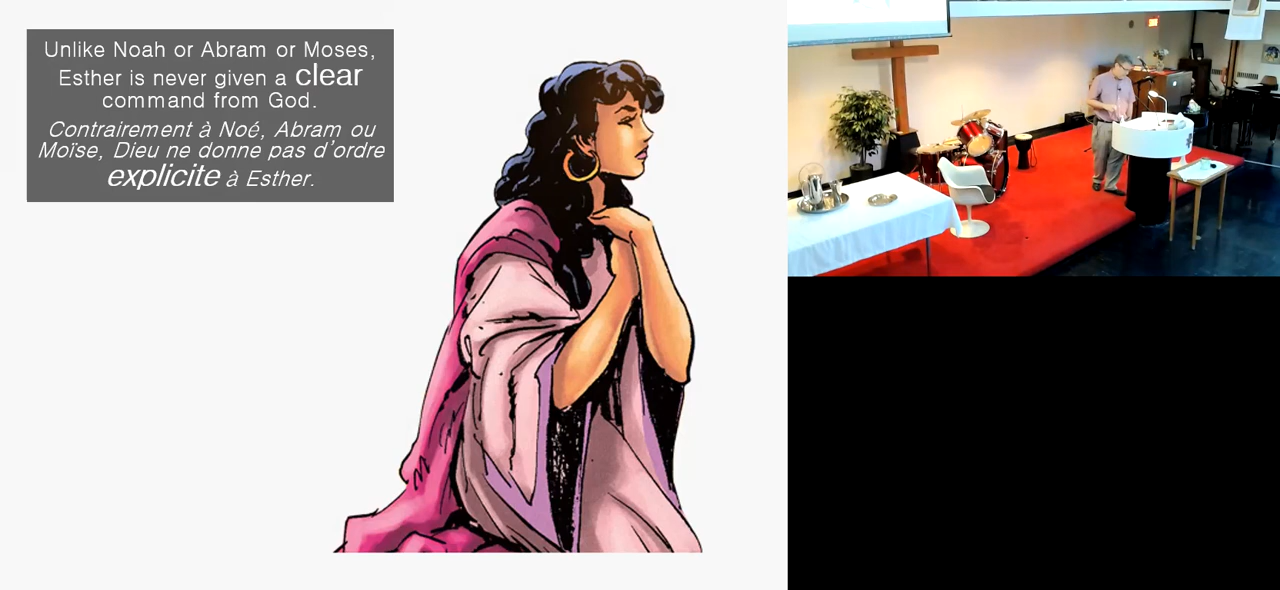 Unlike Noah or Abram or Moses,
Esther is never given a clear
command from God.
Contrairement à Noé, Abram ou
Moïse, Dieu ne donne pas d'ordre
explicite à Esther.